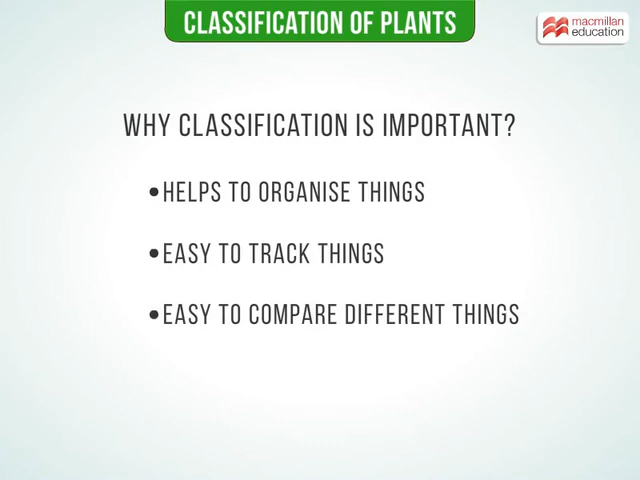 CLASSIFICATION OF PLANTS
macmillan
education
WHY CLASSIFICATION IS IMPORTANT?
•HELPS TO ORGANISE THINGS
•EASY TO TRACK THINGS
•EASY TO COMPARE DIFFERENT THINGS